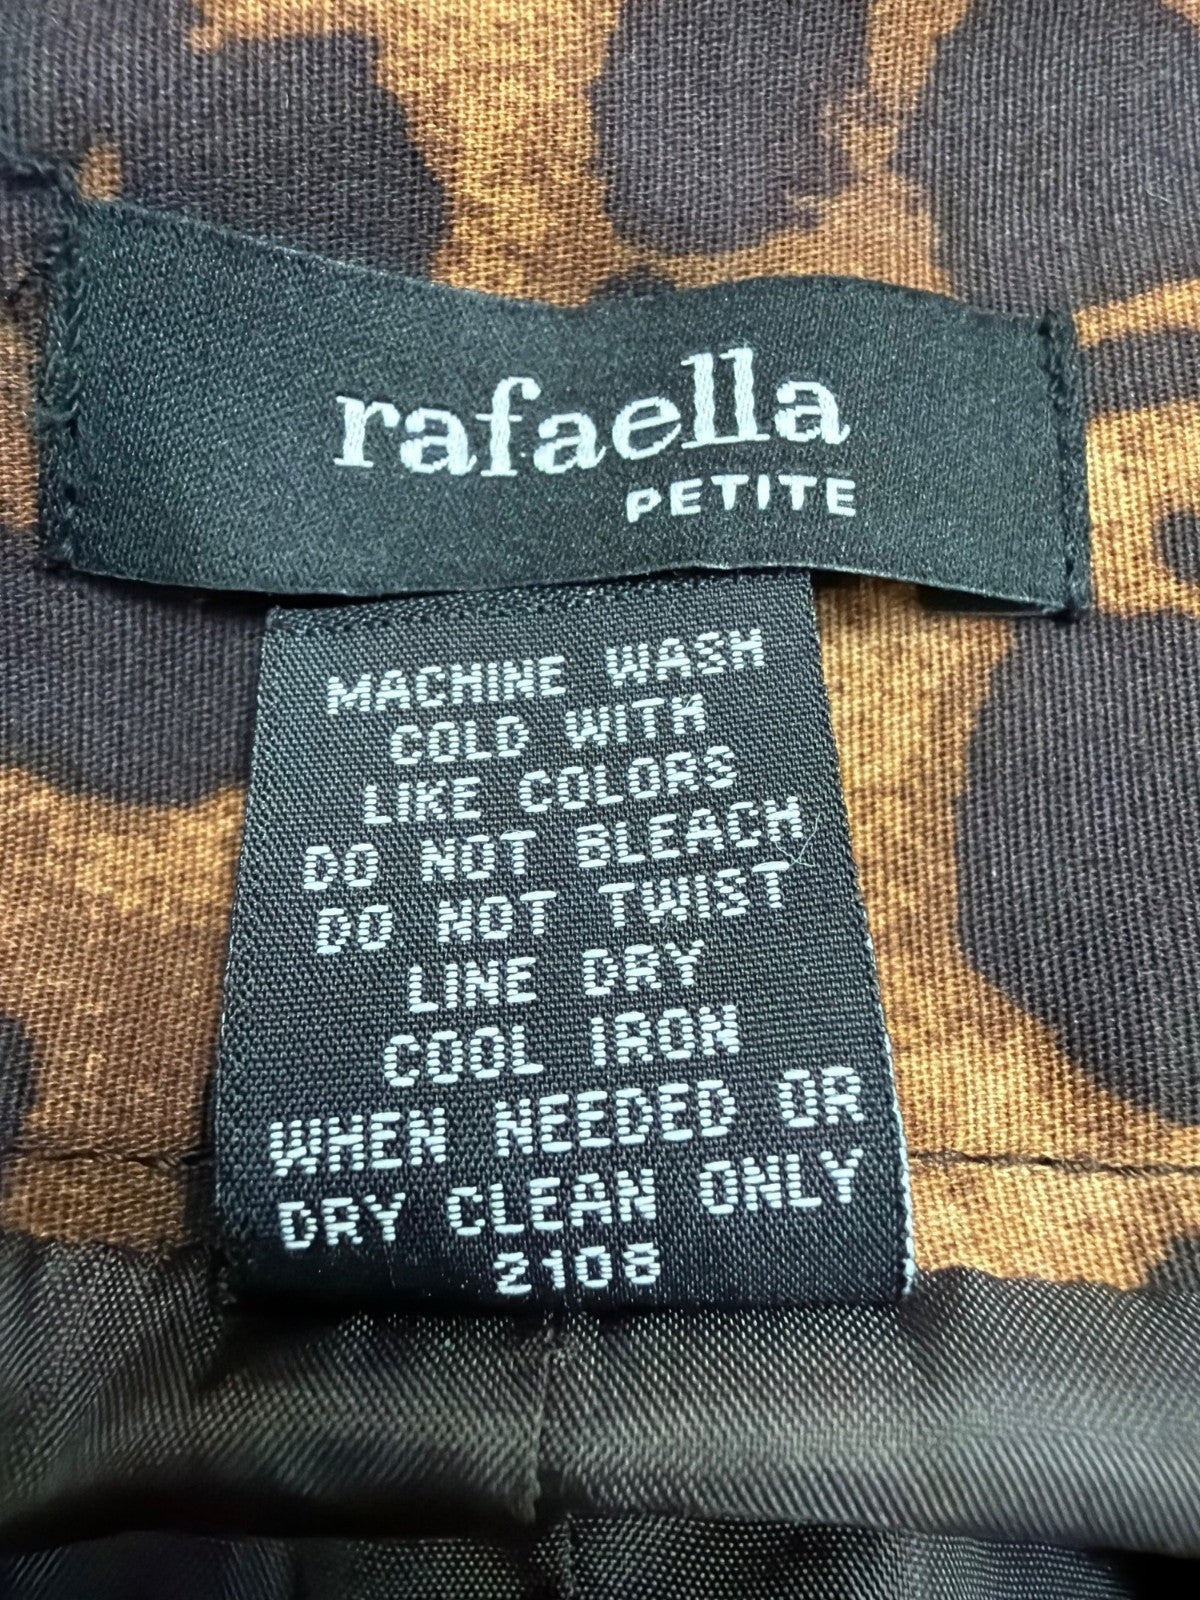 rafaella
PETITE
MACHINE WASH
COLD WITH
LIKE COLORS
DO NOT BLEACH
DO NOT TWIST
LINE DRY
COOL IRON
WHEN NEEDED OR
DRY CLEAN ONLY
2108